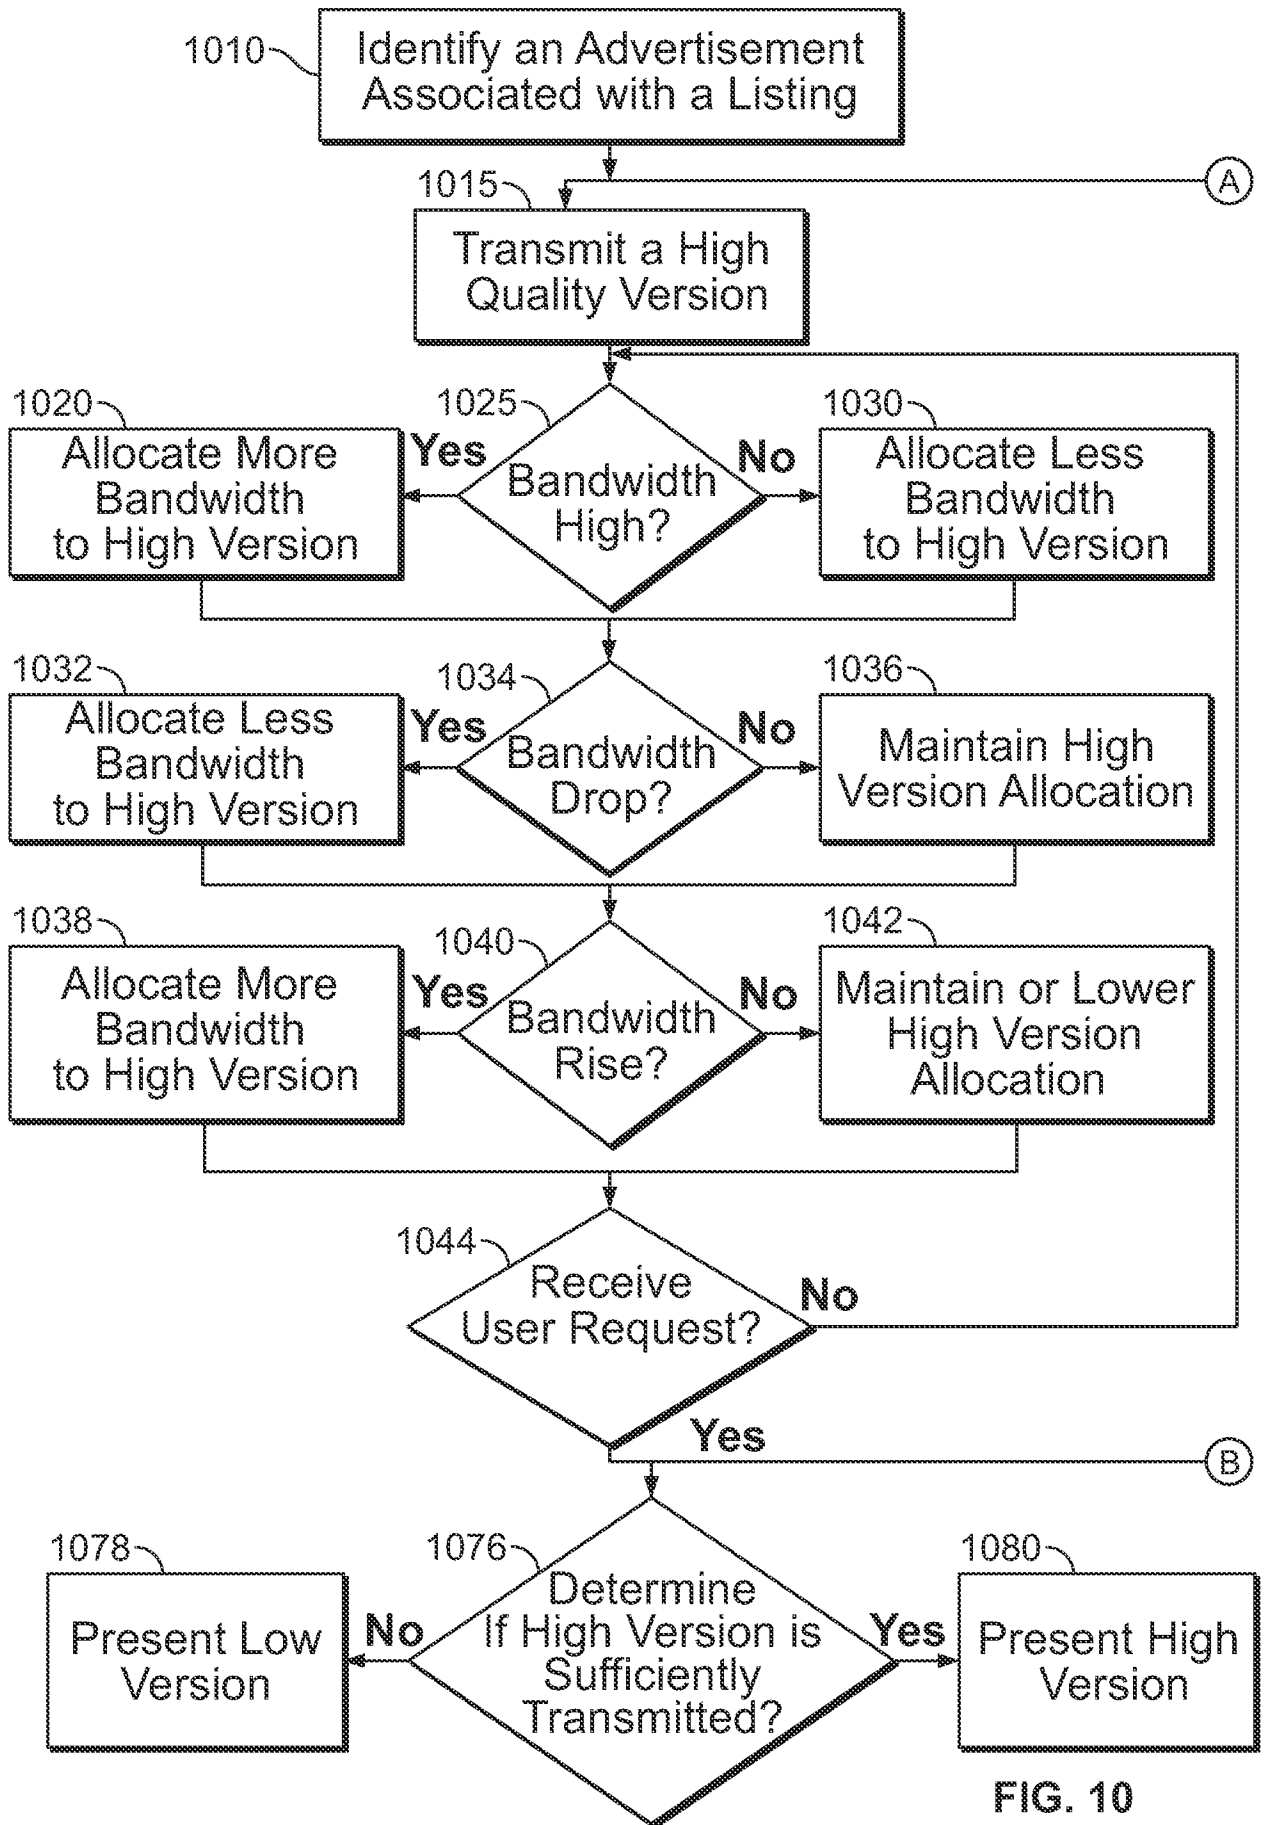 1010
Identify an Advertisement
Associated with a Listing
A
1015
Transmit a High
Quality Version
1020
Allocate More
Bandwidth
to High Version
Yes
1025
Bandwidth
High?
No
1030
Allocate Less
Bandwidth
to High Version
1032
Allocate Less
Bandwidth
to High Version
Yes
1034
Bandwidth
Drop?
No
1036
Maintain High
Version Allocation
1038
Allocate More
Bandwidth
to High Version
Yes
1040
Bandwidth
Rise?
No
1042
Maintain or Lower
High Version
Allocation
1044
Receive
User Request?
No
Yes
B
1078
Present Low
Version
No
1076
Determine
If High Version is
Sufficiently
Transmitted?
Yes
1080
Present High
Version
FIG. 10